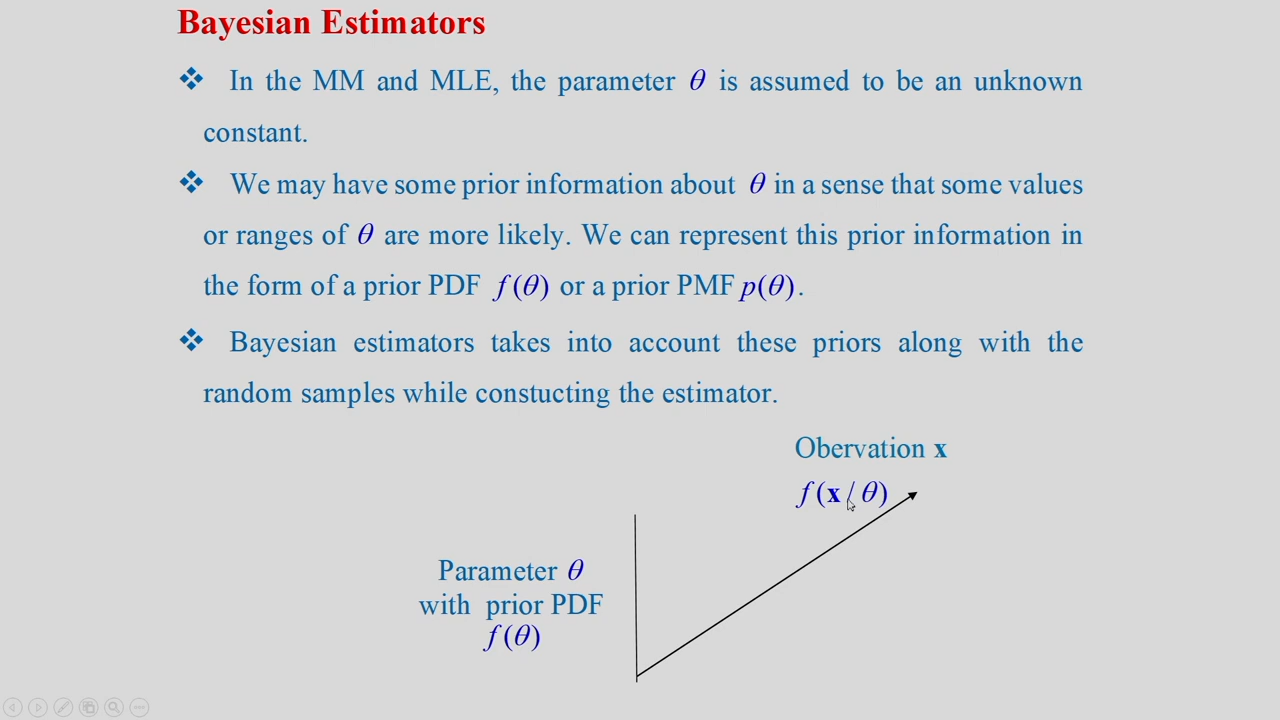 Bayesian Estimators
❖ In the MM and MLE, the parameter θ is assumed to be an unknown
constant.
❖ We may have some prior information about θ in a sense that some values
or ranges of θ are more likely. We can represent this prior information in
the form of a prior PDF f(θ) or a prior PMF p(θ).
❖ Bayesian estimators takes into account these priors along with the
random samples while constucting the estimator.
Obervation x
f(x/θ)
Parameter θ
with prior PDF
f(θ)